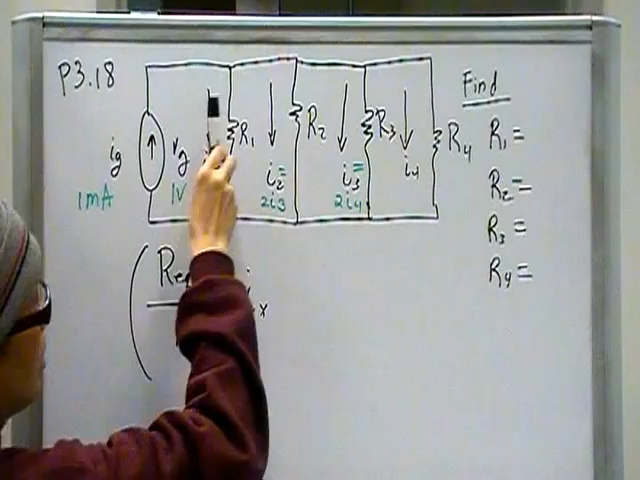 P3.18
Find
R1=
R2=
R3=
R4=
ig
1mA
vg
1V
R1
i2=
2i3
R2
i3=
2i4
R3
i4
R4